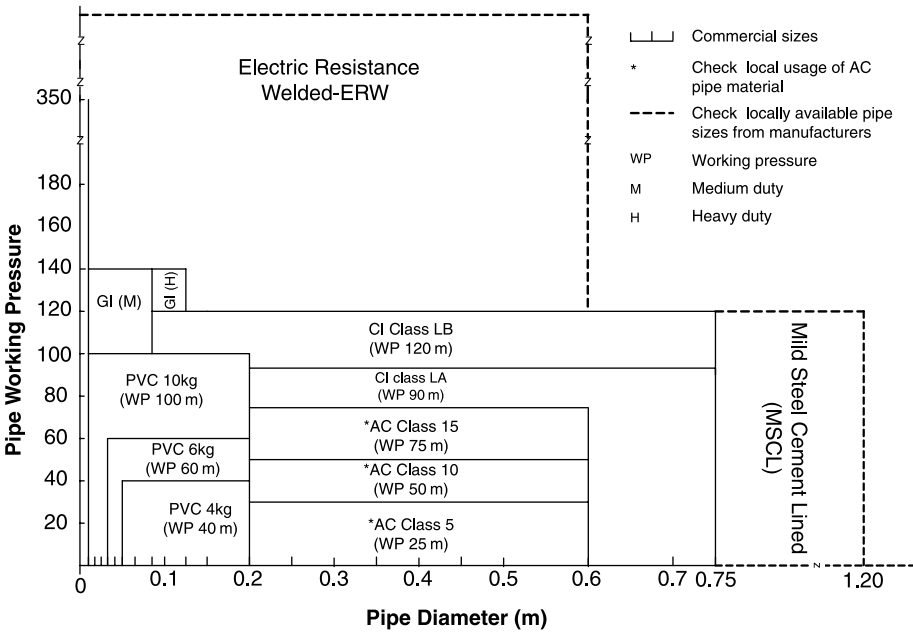 Electric Resistance
Welded-ERW
Commercial sizes
*
Check local usage of AC
pipe material
Check locally available pipe
sizes from manufacturers
WP
Working pressure
M
Medium duty
H
Heavy duty
Pipe Working Pressure
350
180
160
140
120
100
80
60
40
20
0
z
z
z
z
GI (M)
GI (H)
CI Class LB
(WP 120 m)
PVC 10kg
(WP 100 m)
CI class LA
(WP 90 m)
*AC Class 15
(WP 75 m)
PVC 6kg
(WP 60 m)
*AC Class 10
(WP 50 m)
PVC 4kg
(WP 40 m)
*AC Class 5
(WP 25 m)
Mild Steel Cement Lined
(MSCL)
z
0
0.1
0.2
0.3
0.4
0.5
0.6
0.7
0.75
1.20
Pipe Diameter (m)